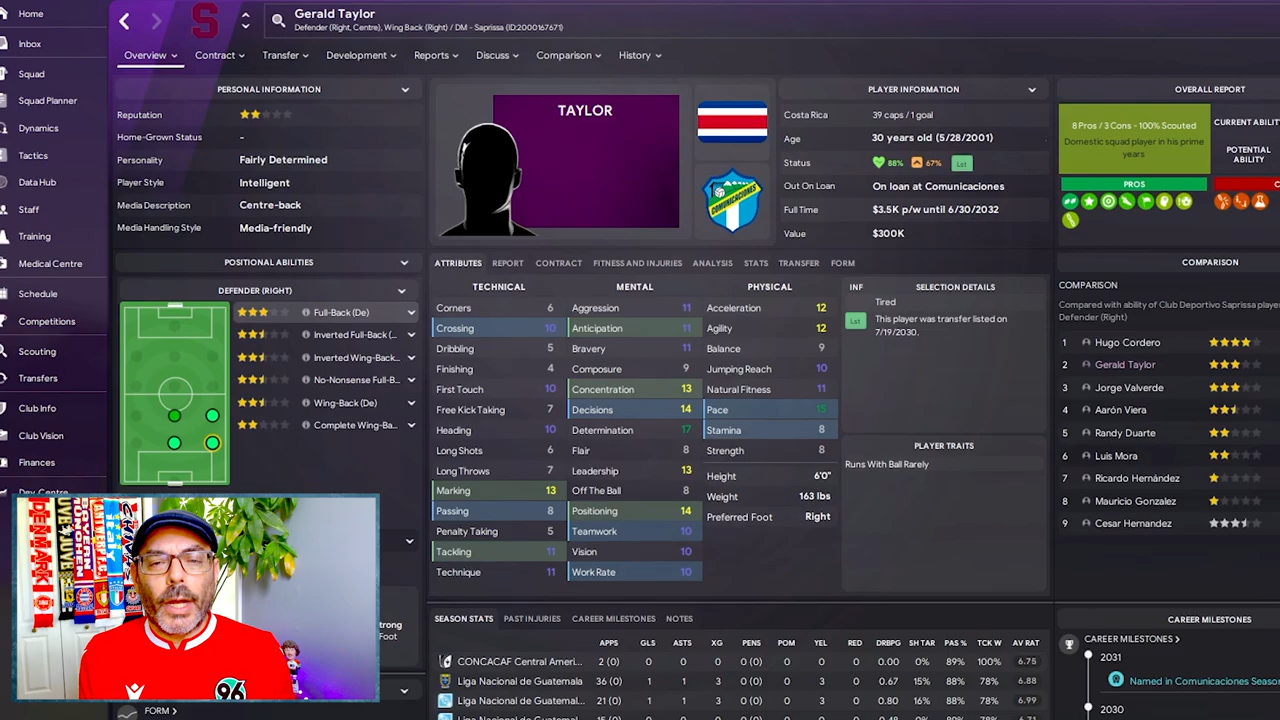 Home
Inbox
Squad
Squad Planner
Dynamics
Tactics
Data Hub
Staff
Training
Medical Centre
Schedule
Competitions
Scouting
Transfers
Club Info
Club Vision
Finances
Dev Centre
S
Gerald Taylor
Defender (Right, Centre), Wing Back (Right) / DM - Saprissa (ID:2000167671)
Overview
Contract
Transfer
Development
Reports
Discuss
Comparison
History
PERSONAL INFORMATION
Reputation
Home-Grown Status -
Personality Fairly Determined
Player Style Intelligent
Media Description Centre-back
Media Handling Style Media-friendly
POSITIONAL ABILITIES
DEFENDER (RIGHT)
Full-Back (De)
Inverted Full-Back (...
Inverted Wing-Back...
No-Nonsense Full-B...
Wing-Back (De)
Complete Wing-Ba...
TAYLOR
COMUNICACIONES
PLAYER INFORMATION
Costa Rica 39 caps / 1 goal
Age 30 years old (5/28/2001)
Status 88% 67% Lst
Out On Loan On loan at Comunicaciones
Full Time $3.5K p/w until 6/30/2032
Value $300K
OVERALL REPORT
8 Pros / 3 Cons - 100% Scouted
Domestic squad player in his prime years
CURRENT ABILITY
POTENTIAL ABILITY
PROS
C
ATTRIBUTES REPORT CONTRACT FITNESS AND INJURIES ANALYSIS STATS TRANSFER FORM
TECHNICAL
Corners 6
Crossing 10
Dribbling 5
Finishing 4
First Touch 10
Free Kick Taking 7
Heading 10
Long Shots 6
Long Throws 7
Marking 13
Passing 8
Penalty Taking 5
Tackling 11
Technique 11
MENTAL
Aggression 11
Anticipation 11
Bravery 11
Composure 9
Concentration 13
Decisions 14
Determination 17
Flair 8
Leadership 13
Off The Ball 8
Positioning 14
Teamwork 10
Vision 10
Work Rate 10
PHYSICAL
Acceleration 12
Agility 12
Balance 9
Jumping Reach 10
Natural Fitness 11
Pace 15
Stamina 8
Strength 8
Height 6'0"
Weight 163 lbs
Preferred Foot Right
INF SELECTION DETAILS
Tired
Lst This player was transfer listed on 7/19/2030.
PLAYER TRAITS
Runs With Ball Rarely
COMPARISON
COMPARISON
Compared with ability of Club Deportivo Saprissa player
Defender (Right)
1 Hugo Cordero
2 Gerald Taylor
3 Jorge Valverde
4 Aarón Viera
5 Randy Duarte
6 Luis Mora
7 Ricardo Hernández
8 Mauricio Gonzalez
9 Cesar Hernandez
SEASON STATS PAST INJURIES CAREER MILESTONES NOTES
APPS GLS ASTS XG PENS POM YEL RED DRBPG SH TAR PAS % TCK W AV RAT
CONCACAF Central Ameri... 2 (0) 0 0 0 0 (0) 0 0 0 0.00 0% 89% 100% 6.75
Liga Nacional de Guatemala 36 (0) 1 1 3 0 (0) 0 3 0 0.67 15% 88% 78% 6.88
Liga Nacional de Guatemal... 21 (0) 1 1 3 0 (0) 0 3 0 0.80 16% 88% 78% 6.99
CAREER MILESTONES
CAREER MILESTONES
2031
Named in Comunicaciones Season
2030
trong
Foot
FORM
DENMARK
96